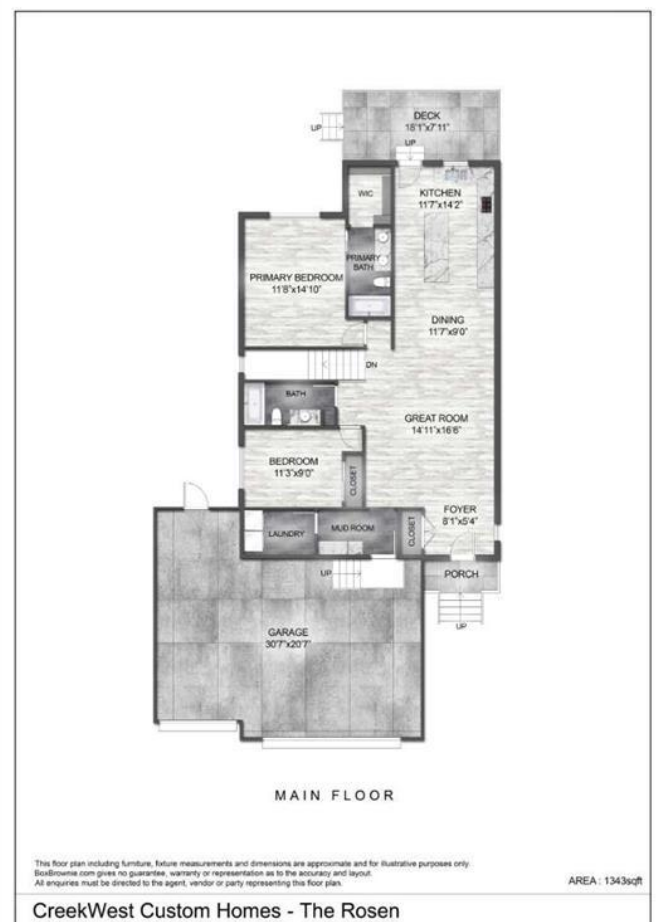 DECK
18'1"x7'11"
UP
UP
WIC
KITCHEN
11'7"x14'2"
PRIMARY
BATH
PRIMARY BEDROOM
11'8"x14'10"
DINING
11'7"x9'0"
DN
BATH
GREAT ROOM
14'11"x16'6"
BEDROOM
11'3"x9'0"
CLOSET
FOYER
8'1"x5'4"
LAUNDRY
MUD ROOM
CLOSET
UP
PORCH
UP
GARAGE
30'7"x20'7"
MAIN FLOOR
This floor plan including furniture, fixture measurements and dimensions are approximate and for illustrative purposes only.
BoxBrownie.com gives no guarantee, warranty or representation as to the accuracy and layout.
All enquiries must be directed to the agent, vendor or party representing this floor plan.
AREA : 1343sqft
CreekWest Custom Homes - The Rosen